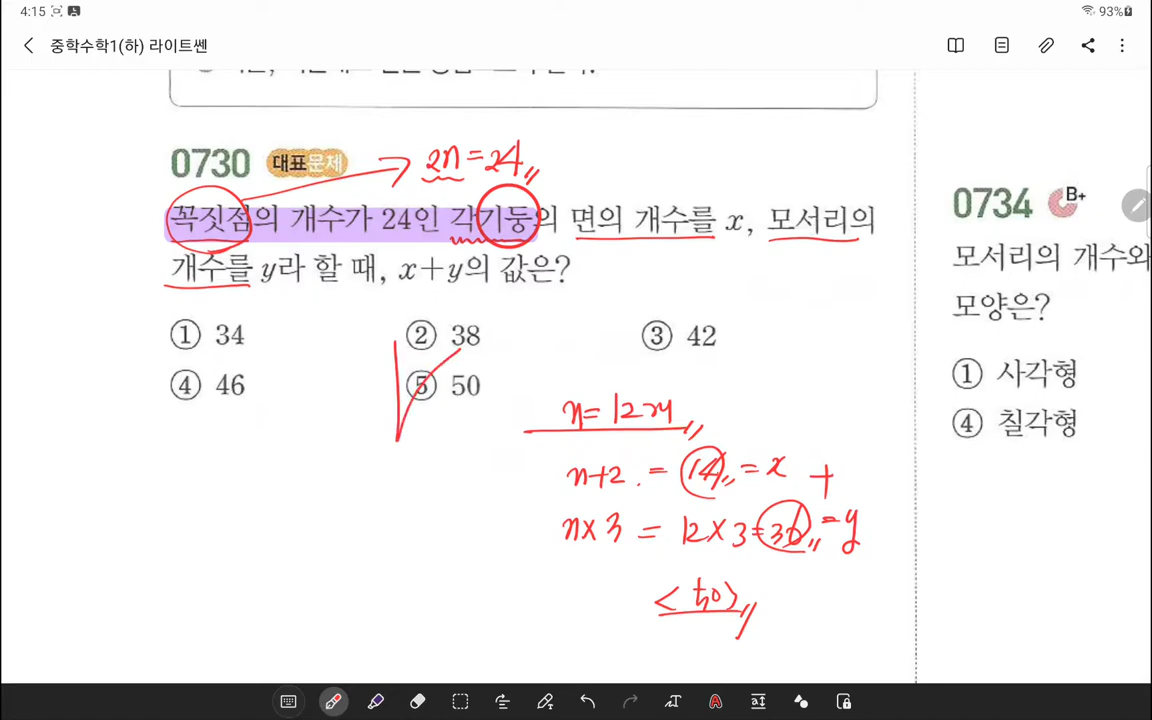 4:15
93%
중학수학1(하) 라이트쎈
0730 대표문제
2n=24
꼭짓점의 개수가 24인 각기둥의 면의 개수를 x, 모서리의
개수를 y라 할 때, x+y의 값은?
① 34 ② 38 ③ 42
④ 46 ⑤ 50
n+2 = 14 = x +
n×3 = 12×3=36=y
<50>
0734 B+
모서리의 개수와
모양은?
① 사각형
④ 칠각형